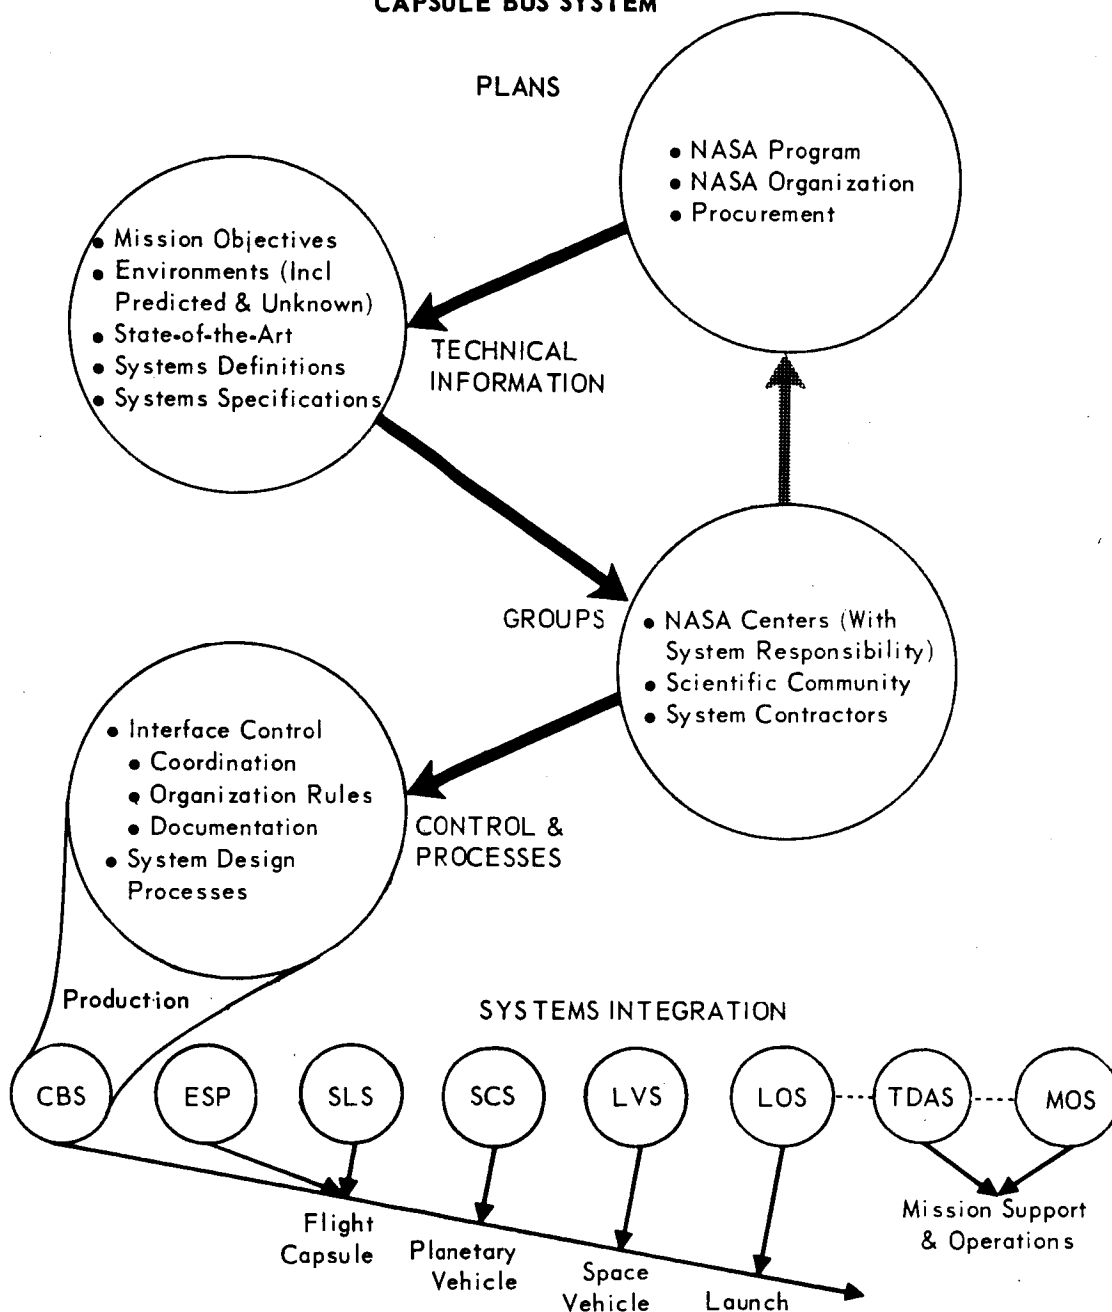 CAPSULE BUS SYSTEM
PLANS
• NASA Program
• NASA Organization
• Procurement
• Mission Objectives
• Environments (Incl
Predicted & Unknown)
• State-of-the-Art
• Systems Definitions
• Systems Specifications
TECHNICAL
INFORMATION
GROUPS
• NASA Centers (With
System Responsibility)
• Scientific Community
• System Contractors
• Interface Control
• Coordination
• Organization Rules
• Documentation
• System Design
Processes
CONTROL &
PROCESSES
Production
SYSTEMS INTEGRATION
CBS
ESP
SLS
SCS
LVS
LOS
TDAS
MOS
Flight
Capsule
Planetary
Vehicle
Space
Vehicle
Launch
Mission Support
& Operations